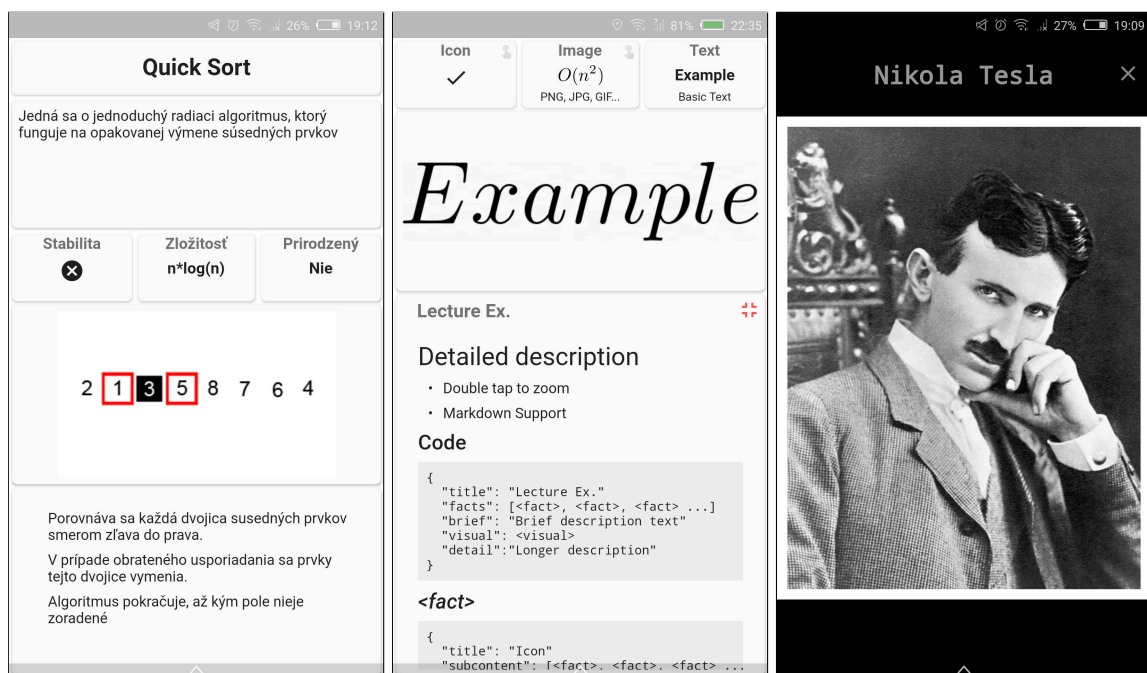 26% 19:12
Quick Sort
Jedná sa o jednoduchý radiaci algoritmus, ktorý
funguje na opakovanej výmene súsedných prvkov
Stabilita Zložitosť Prirodzený
n*log(n) Nie
2 1 3 5 8 7 6 4
Porovnáva sa každá dvojica susedných prvkov
smerom zľava do prava.
V prípade obrateného usporiadania sa prvky
tejto dvojice vymenia.
Algoritmus pokračuje, až kým pole nieje
zoradené
81% 22:35
Icon Image Text
O(n²) Example
PNG, JPG, GIF... Basic Text
Example
Lecture Ex.
Detailed description
• Double tap to zoom
• Markdown Support
Code
{
"title": "Lecture Ex."
"facts": [<fact>, <fact>, <fact> ...]
"brief": "Brief description text"
"visual": <visual>
"detail":"Longer description"
}
<fact>
{
"title": "Icon"
"subcontent": [<fact>, <fact>, <fact> ...
27% 19:09
Nikola Tesla ×